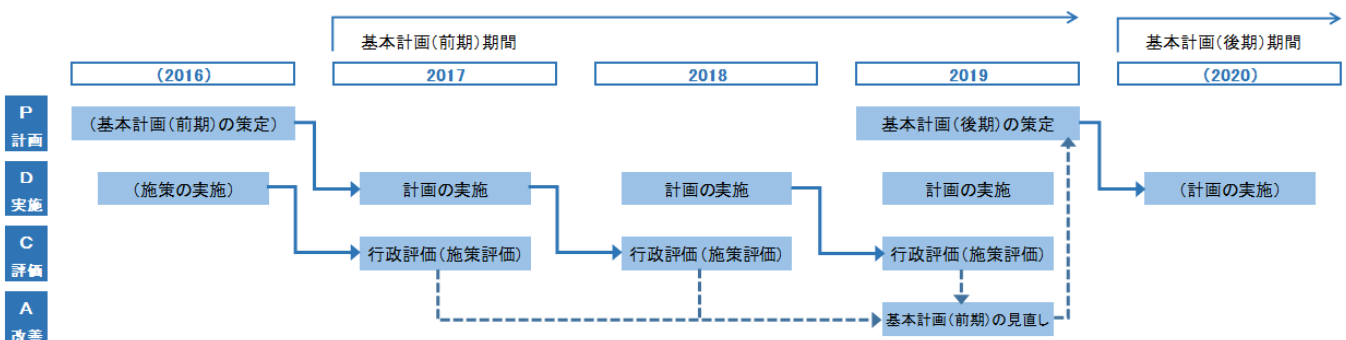 基本計画(前期)期間
基本計画(後期)期間
(2016)
2017
2018
2019
(2020)
P
計画
(基本計画(前期)の策定)
基本計画(後期)の策定
D
実施
(施策の実施)
計画の実施
計画の実施
計画の実施
(計画の実施)
C
評価
行政評価(施策評価)
行政評価(施策評価)
行政評価(施策評価)
A
改善
基本計画(前期)の見直し